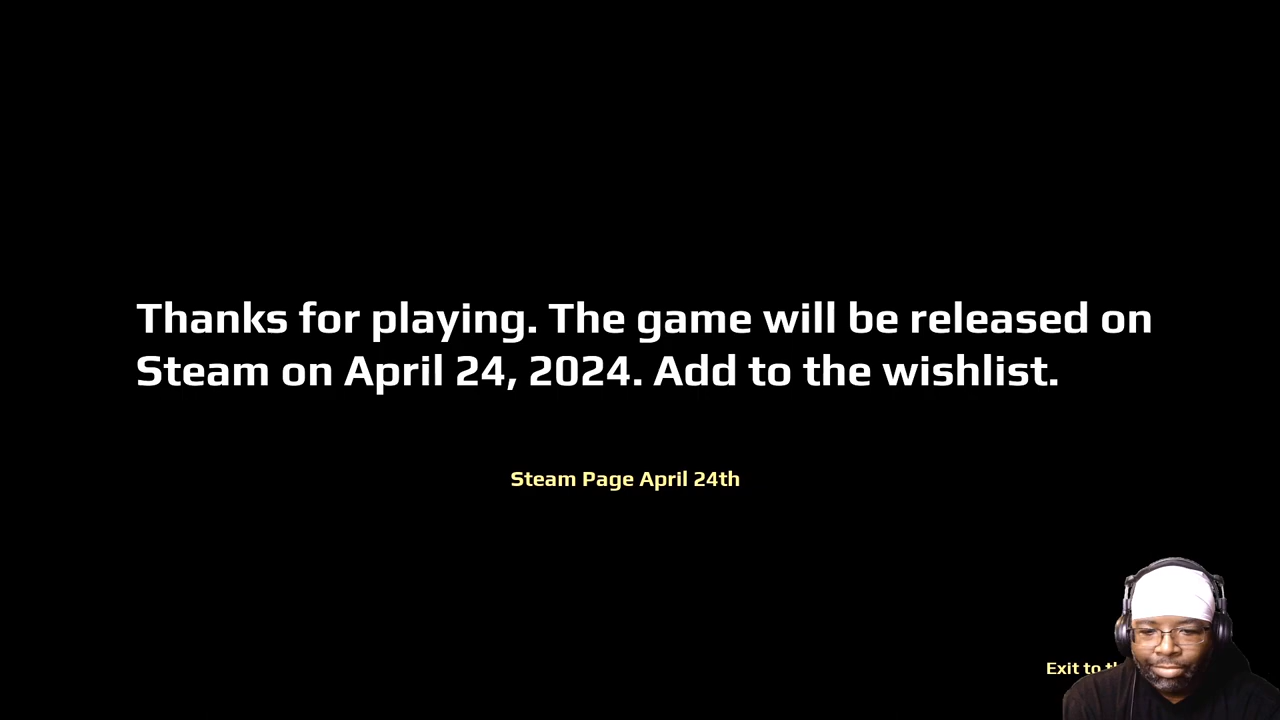 Thanks for playing. The game will be released on
Steam on April 24, 2024. Add to the wishlist.
Steam Page April 24th
Exit to